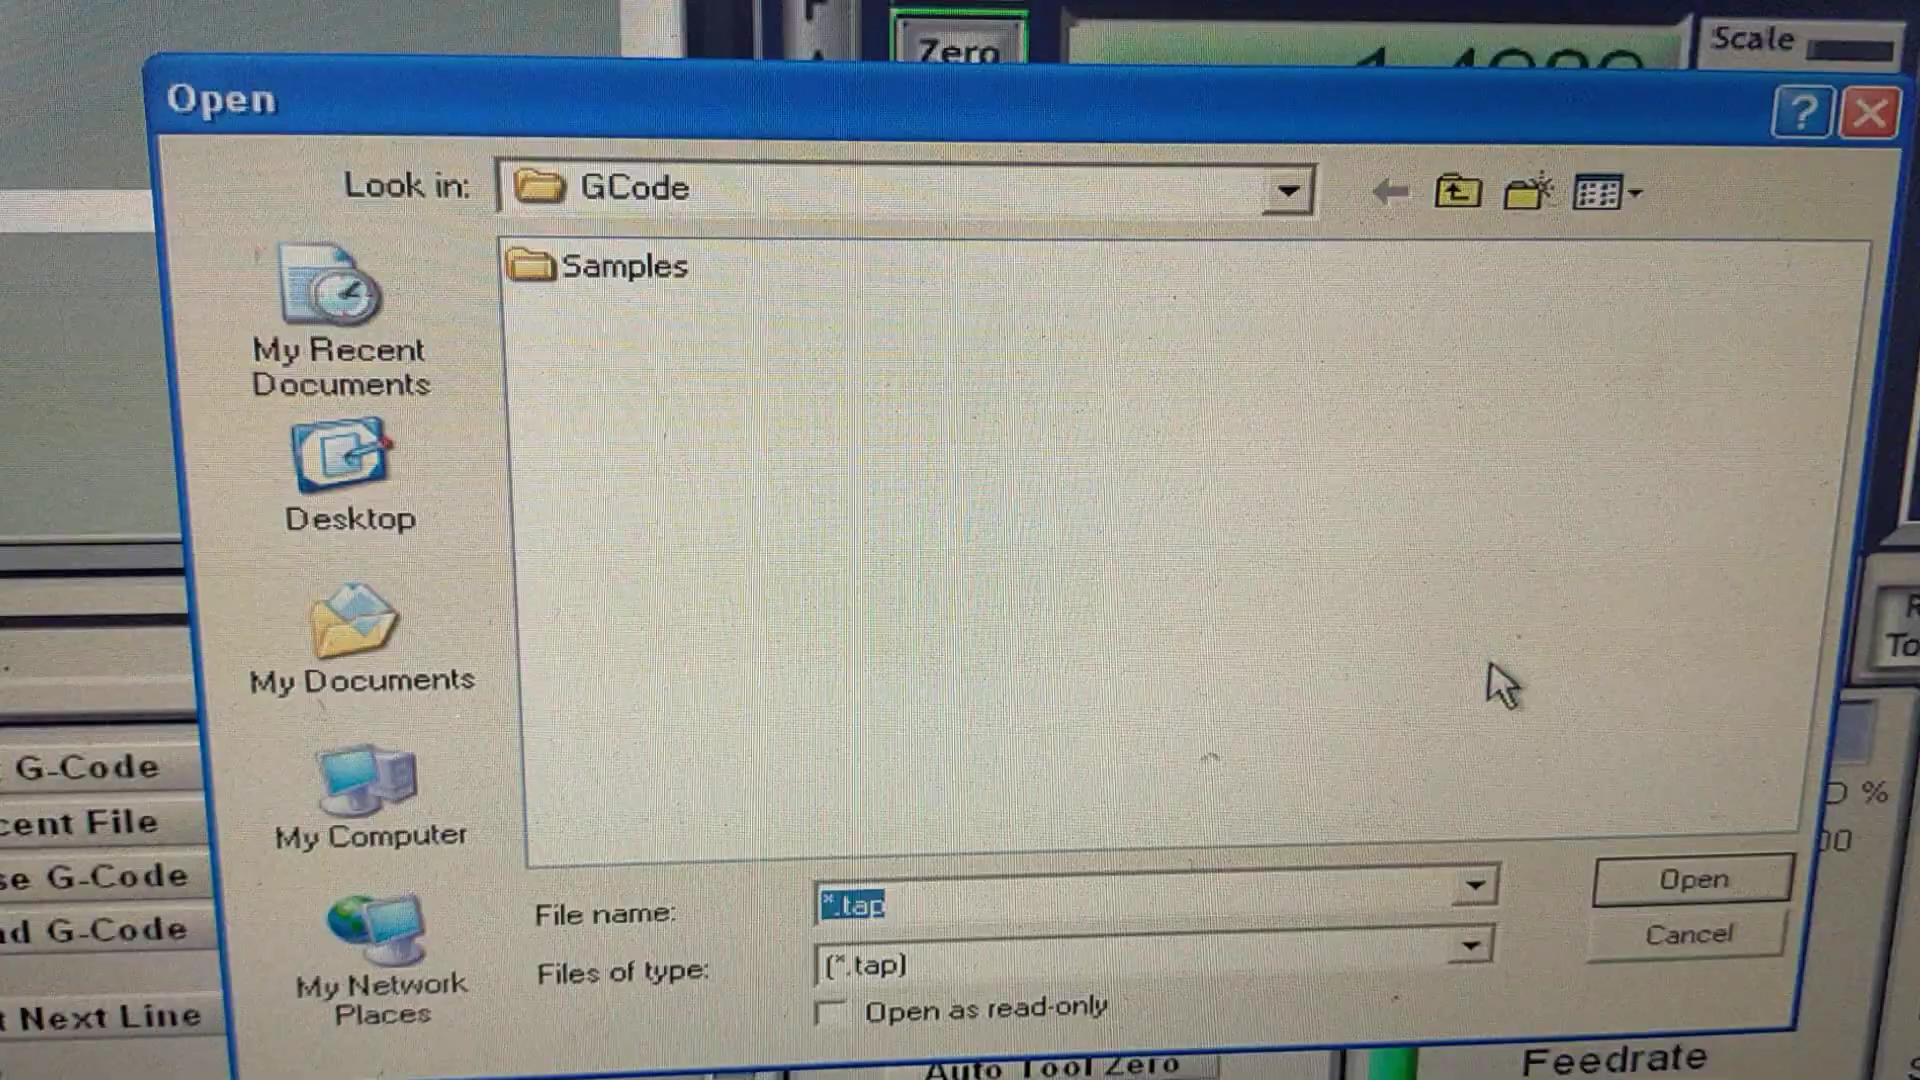 Zero
Scale
Open
Look in: GCode
Samples
My Recent
Documents
Desktop
My Documents
My Computer
My Network
Places
File name: *.tap
Files of type: (*.tap)
Open as read-only
Open
Cancel
G-Code
File
G-Code
G-Code
Next Line
%
Auto Tool Zero
Feedrate